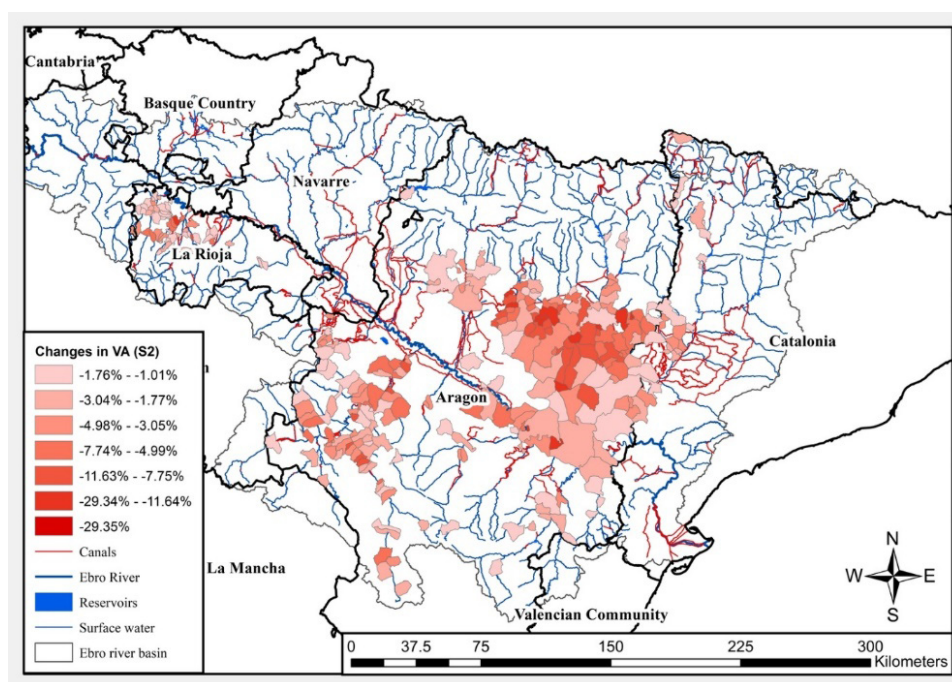 Cantabria
Basque Country
Navarre
La Rioja
Catalonia
Aragon
La Mancha
Valencian Community
Changes in VA (S2)
-1.76% - -1.01%
-3.04% - -1.77%
-4.98% - -3.05%
-7.74% - -4.99%
-11.63% - -7.75%
-29.34% - -11.64%
-29.35%
Canals
Ebro River
Reservoirs
Surface water
Ebro river basin
N
W E
S
0 37.5 75 150 225 300
Kilometers